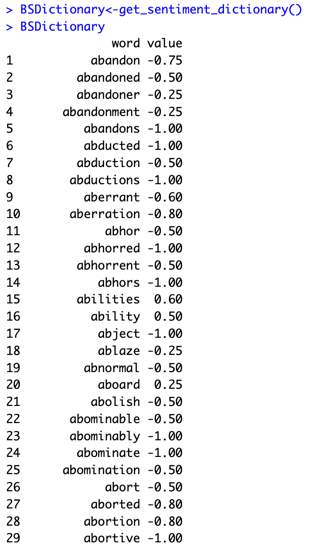 > BSDictionary<-get_sentiment_dictionary()
> BSDictionary
word value
1 abandon -0.75
2 abandoned -0.50
3 abandoner -0.25
4 abandonment -0.25
5 abandons -1.00
6 abducted -1.00
7 abduction -0.50
8 abductions -1.00
9 aberrant -0.60
10 aberration -0.80
11 abhor -0.50
12 abhorred -1.00
13 abhorrent -0.50
14 abhors -1.00
15 abilities 0.60
16 ability 0.50
17 abject -1.00
18 ablaze -0.25
19 abnormal -0.50
20 aboard 0.25
21 abolish -0.50
22 abominable -0.50
23 abominably -1.00
24 abominate -1.00
25 abomination -0.50
26 abort -0.50
27 aborted -0.80
28 abortion -0.80
29 abortive -1.00